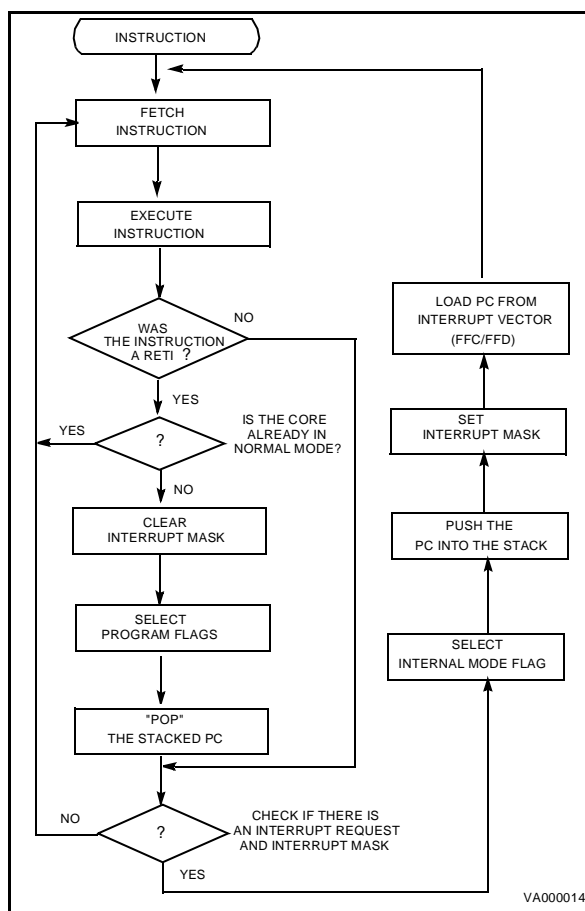 INSTRUCTION
FETCH
INSTRUCTION
EXECUTE
INSTRUCTION
WAS
THE INSTRUCTION
A RETI ?
NO
YES
?
IS THE CORE
ALREADY IN
NORMAL MODE?
YES
NO
CLEAR
INTERRUPT MASK
SELECT
PROGRAM FLAGS
"POP"
THE STACKED PC
?
CHECK IF THERE IS
AN INTERRUPT REQUEST
AND INTERRUPT MASK
NO
YES
LOAD PC FROM
INTERRUPT VECTOR
(FFC/FFD)
SET
INTERRUPT MASK
PUSH THE
PC INTO THE STACK
SELECT
INTERNAL MODE FLAG
VA000014